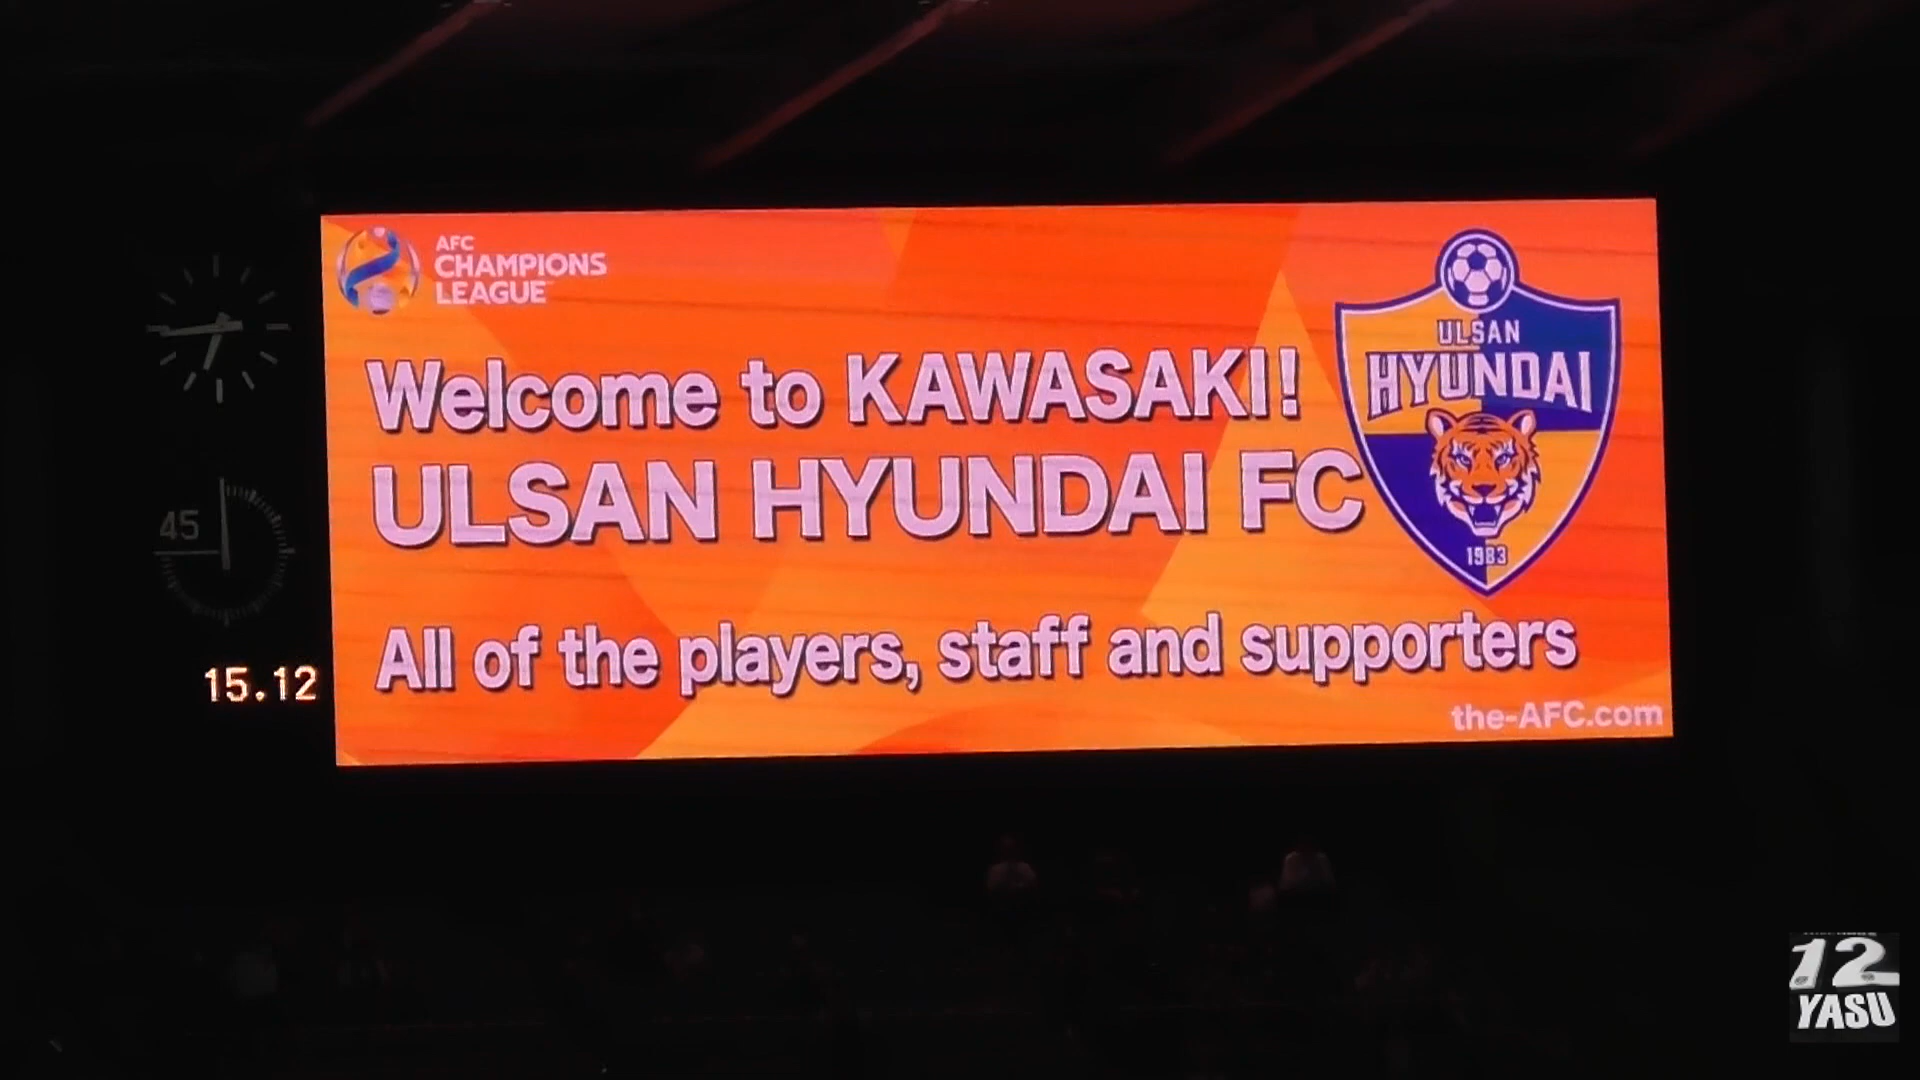 AFC
CHAMPIONS
LEAGUE
Welcome to KAWASAKI!
ULSAN HYUNDAI FC
All of the players, staff and supporters
the-AFC.com
ULSAN
HYUNDAI
1983
45
15.12
12
YASU